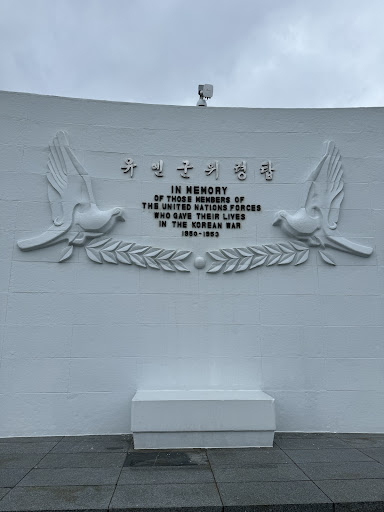 유엔군위령탑
IN MEMORY
OF THOSE MEMBERS OF
THE UNITED NATIONS FORCES
WHO GAVE THEIR LIVES
IN THE KOREAN WAR
1950-1953